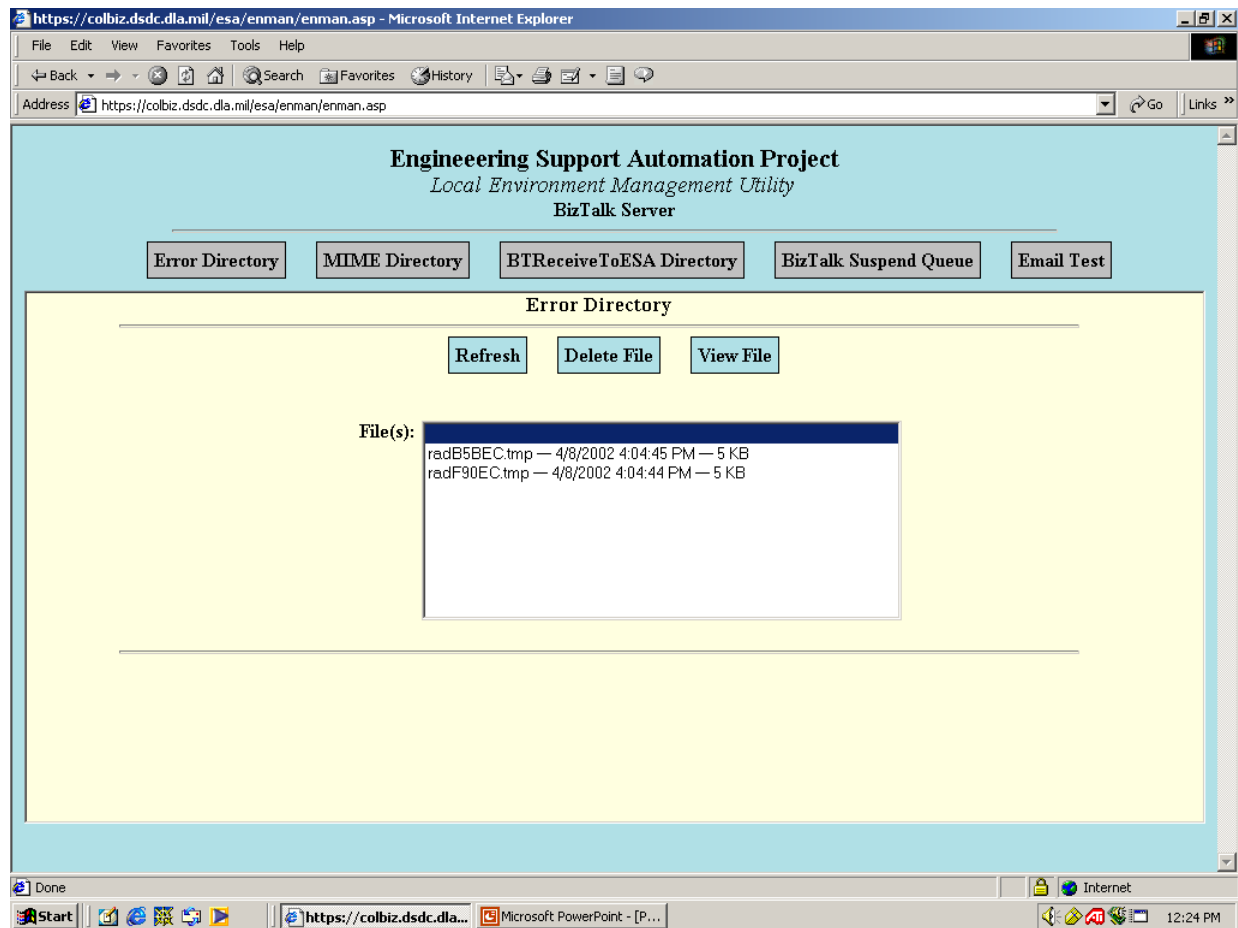 https://colbiz.dsdc.dla.mil/esa/enman/enman.asp - Microsoft Internet Explorer
File Edit View Favorites Tools Help
Back Search Favorites History
Address https://colbiz.dsdc.dla.mil/esa/enman/enman.asp Go Links »
Engineeering Support Automation Project
Local Environment Management Utility
BizTalk Server
Error Directory MIME Directory BTReceiveToESA Directory BizTalk Suspend Queue Email Test
Error Directory
Refresh Delete File View File
File(s):
radB5BEC.tmp — 4/8/2002 4:04:45 PM — 5 KB
radF90EC.tmp — 4/8/2002 4:04:44 PM — 5 KB
Done Internet
Start https://colbiz.dsdc.dla... Microsoft PowerPoint - [P... 12:24 PM